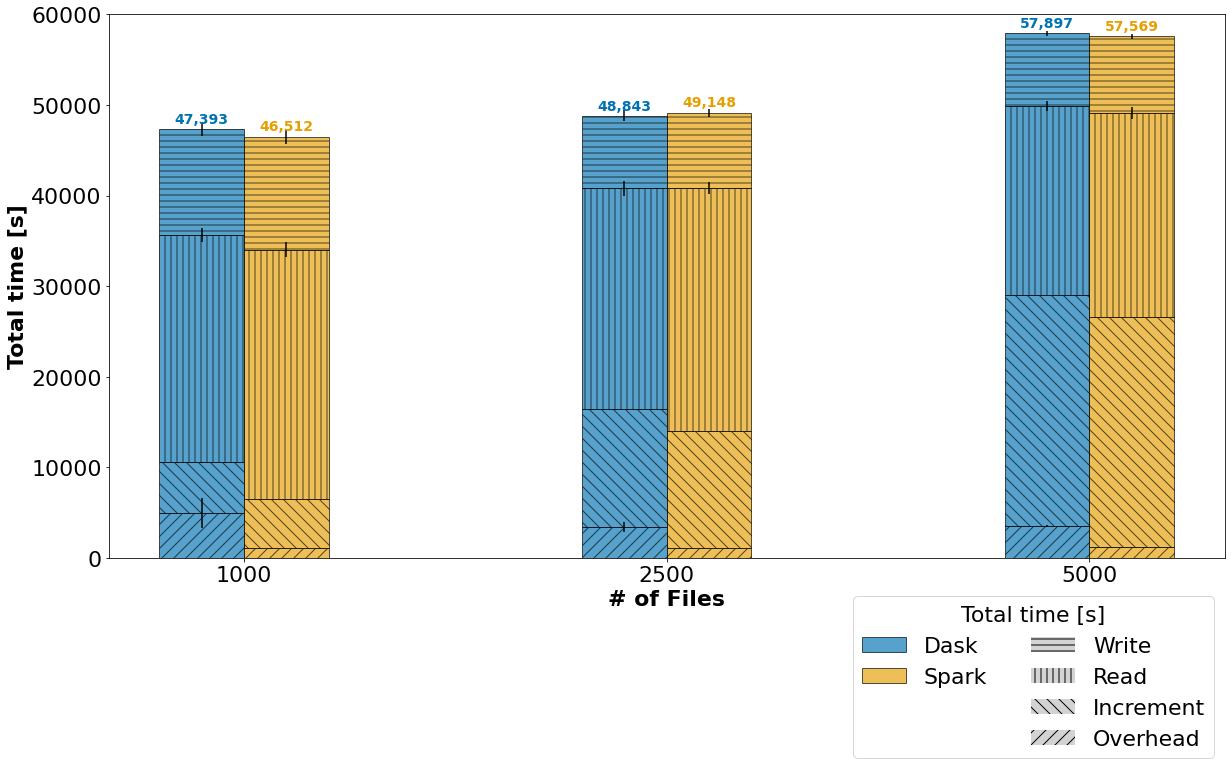 60000
50000
40000
30000
20000
10000
0
Total time [s]
47,393
46,512
48,843
49,148
57,897
57,569
1000
2500
5000
# of Files
Total time [s]
Dask
Spark
Write
Read
Increment
Overhead